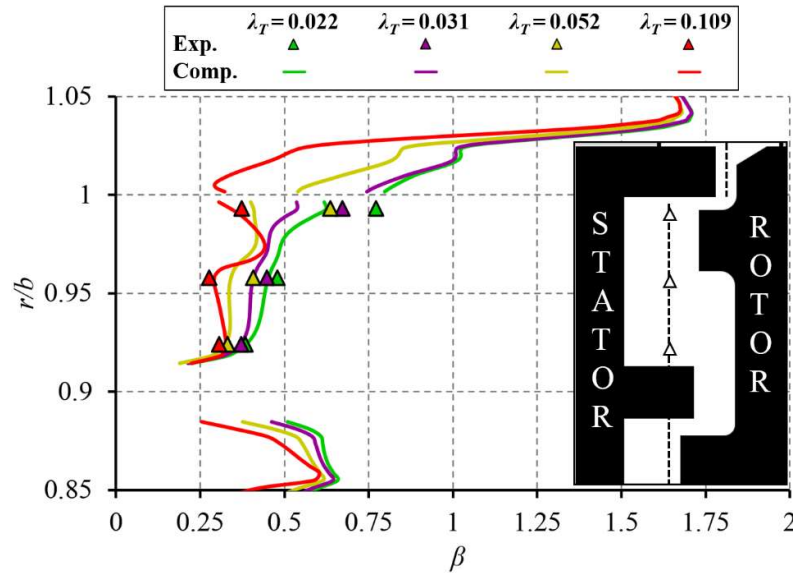 λT = 0.022 λT = 0.031 λT = 0.052 λT = 0.109
Exp.
Comp.
1.05
1
0.95
0.9
0.85
r/b
0 0.25 0.5 0.75 1 1.25 1.5 1.75 2
β
STATOR
ROTOR